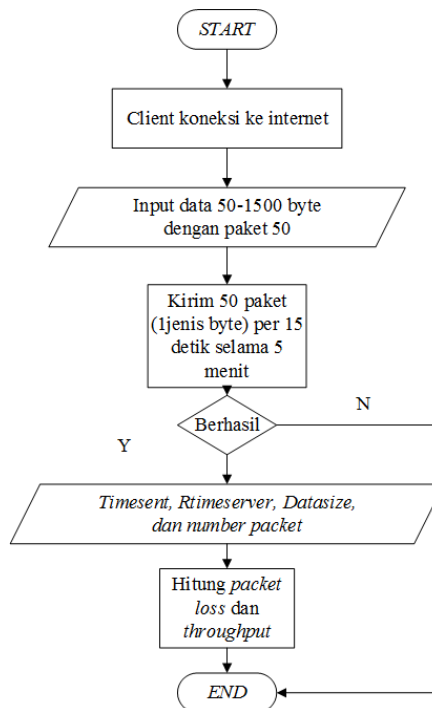 START
Client koneksi ke internet
Input data 50-1500 byte
dengan paket 50
Kirim 50 paket
(1jenis byte) per 15
detik selama 5
menit
Berhasil
N
Y
Timesent, Rtimeserver, Datasize,
dan number packet
Hitung packet
loss dan
throughput
END